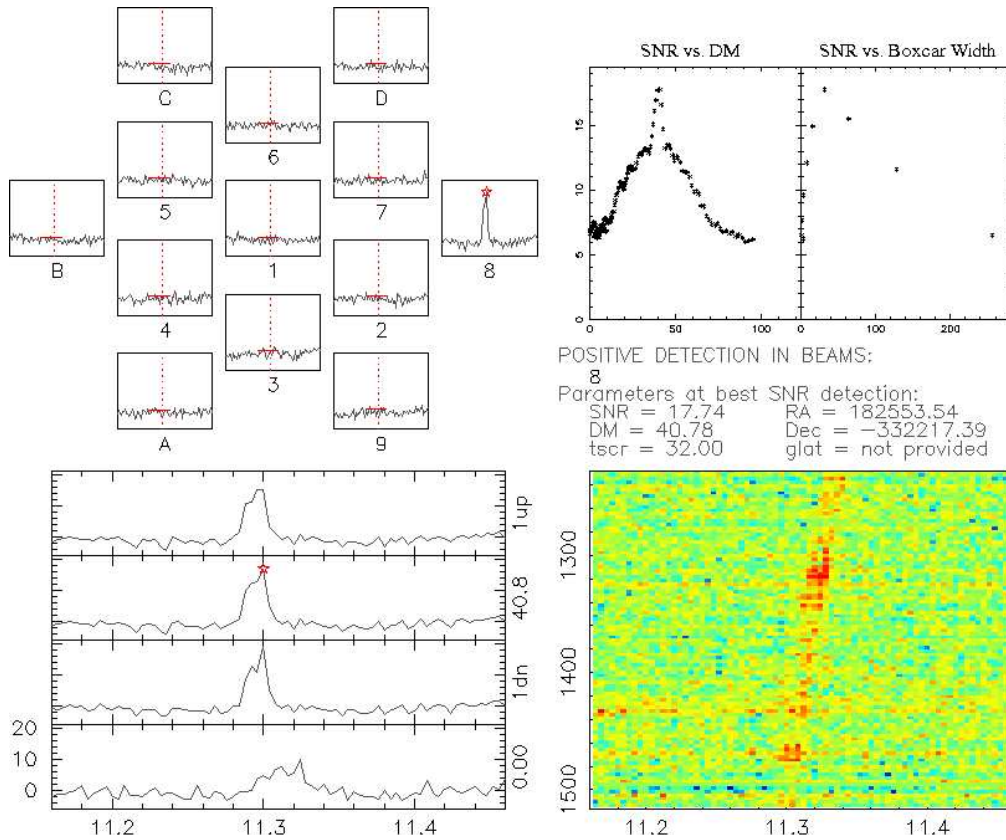 C
D
6
5
7
B
1
8
4
2
3
A
9
SNR vs. DM
SNR vs. Boxcar Width
15
10
5
0
0 50 100
0 100 200
POSITIVE DETECTION IN BEAMS:
8
Parameters at best SNR detection:
SNR = 17.74 RA = 182553.54
DM = 40.78 Dec = −332217.39
tscr = 32.00 glat = not provided
1up
40.8
1dn
20
10
0
0.00
11.2 11.3 11.4
1300
1400
1500
11.2 11.3 11.4